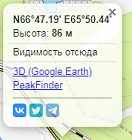 N66°47.19' E65°50.44'
Высота: 86 м
Видимость отсюда
3D (Google Earth)
PeakFinder